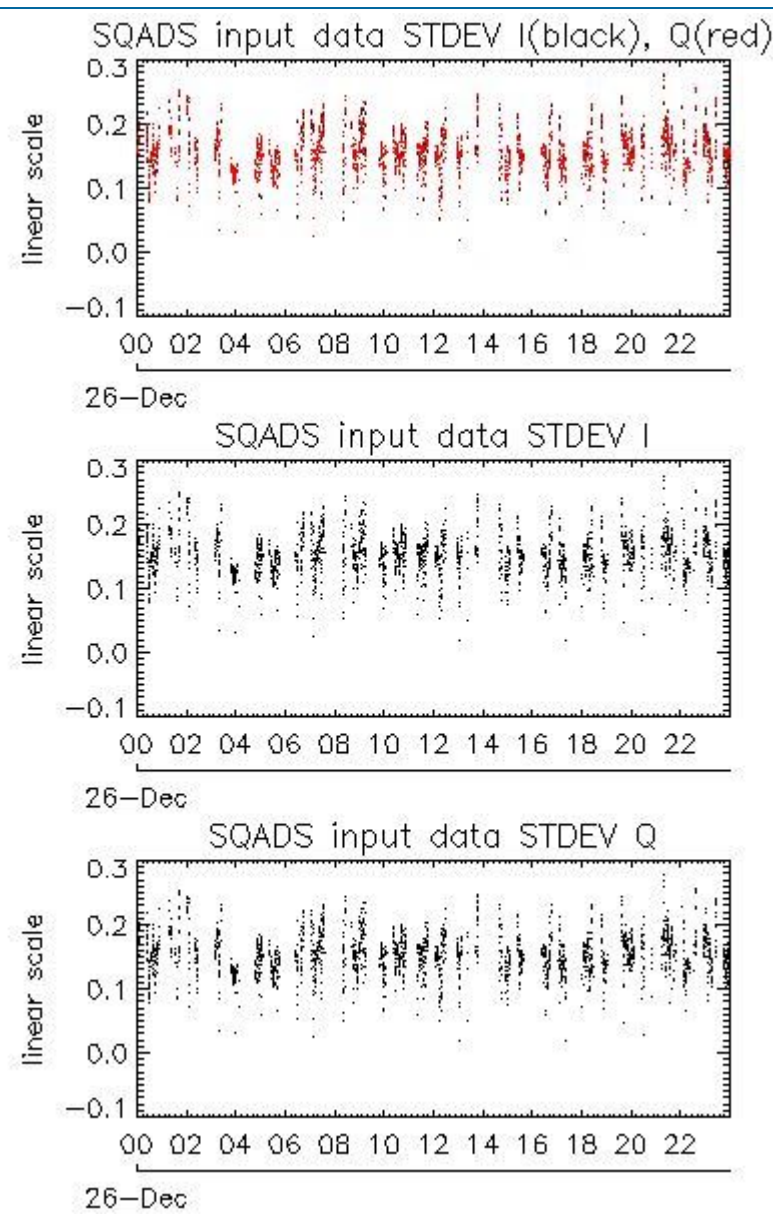 SQADS input data STDEV I(black), Q(red)
0.3
0.2
0.1
0.0
−0.1
linear scale
00 02 04 06 08 10 12 14 16 18 20 22
26−Dec
SQADS input data STDEV I
0.3
0.2
0.1
0.0
−0.1
linear scale
00 02 04 06 08 10 12 14 16 18 20 22
26−Dec
SQADS input data STDEV Q
0.3
0.2
0.1
0.0
−0.1
linear scale
00 02 04 06 08 10 12 14 16 18 20 22
26−Dec